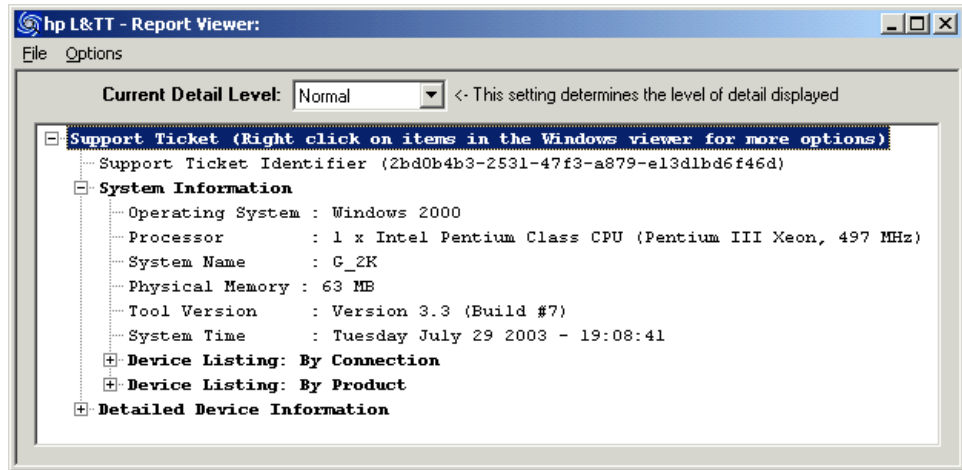 hp L&TT - Report Viewer:
File Options
Current Detail Level: Normal <- This setting determines the level of detail displayed
Support Ticket (Right click on items in the Windows viewer for more options)
Support Ticket Identifier (2bd0b4b3-2531-47f3-a879-e13d1bd6f46d)
System Information
Operating System : Windows 2000
Processor : 1 x Intel Pentium Class CPU (Pentium III Xeon, 497 MHz)
System Name : G_2K
Physical Memory : 63 MB
Tool Version : Version 3.3 (Build #7)
System Time : Tuesday July 29 2003 - 19:08:41
Device Listing: By Connection
Device Listing: By Product
Detailed Device Information